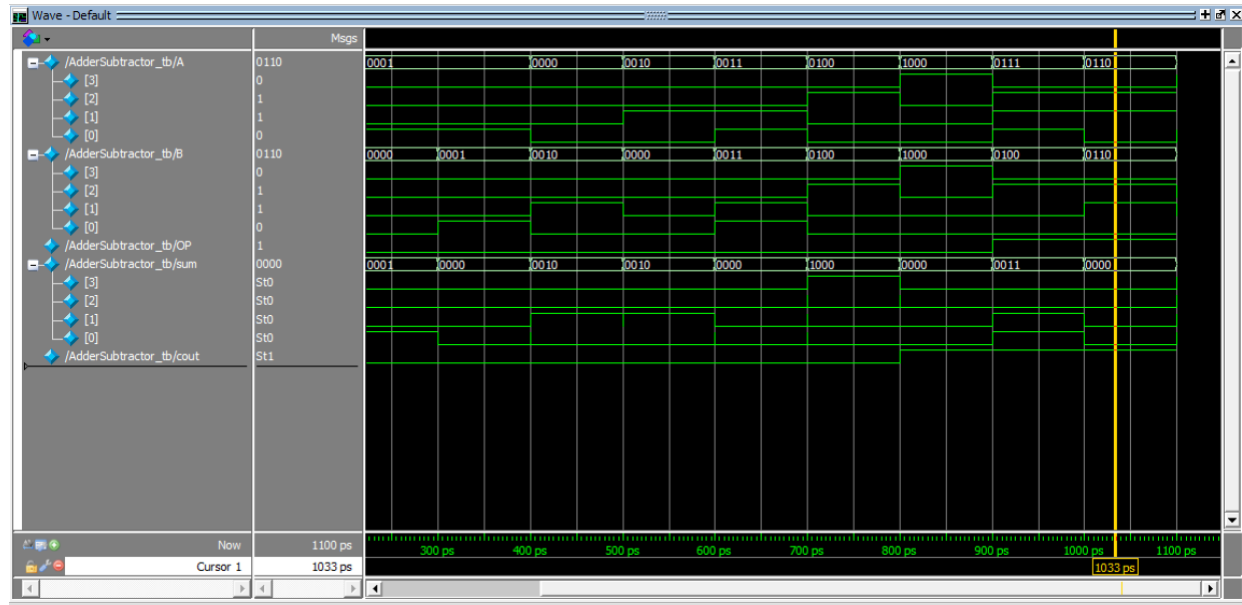 Wave - Default
Msgs
/AdderSubtractor_tb/A 0110 0001 0000 0010 0011 0100 1000 0111 0110
[3] 0
[2] 1
[1] 1
[0] 0
/AdderSubtractor_tb/B 0110 0000 0001 0010 0000 0011 0100 1000 0100 0110
[3] 0
[2] 1
[1] 1
[0] 0
/AdderSubtractor_tb/OP 1
/AdderSubtractor_tb/sum 0000 0001 0000 0010 0010 0000 1000 0000 0011 0000
[3] St0
[2] St0
[1] St0
[0] St0
/AdderSubtractor_tb/cout St1
Now 1100 ps 300 ps 400 ps 500 ps 600 ps 700 ps 800 ps 900 ps 1000 ps 1100 ps
Cursor 1 1033 ps 1033 ps